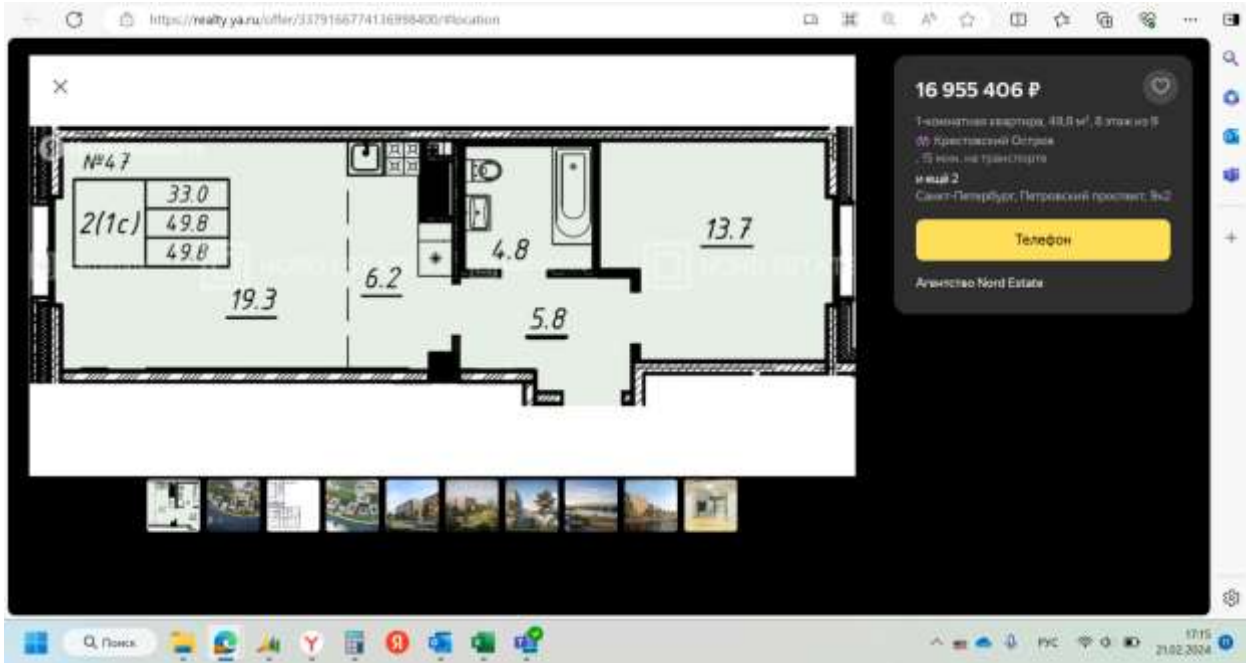 https://realty.ya.ru/offer/3379166774136998400/#location
№47
2(1с)
33.0
49.8
49.8
19.3
6.2
4.8
5.8
13.7
16 955 406 ₽
1-комнатная квартира, 49,8 м², 8 этаж из 9
Крестовский Остров
, 15 мин. на транспорте
и ещё 2
Санкт-Петербург, Петровский проспект, 9к2
Телефон
Агентство Nord Estate
Поиск
РУС
17:15
21.02.2024